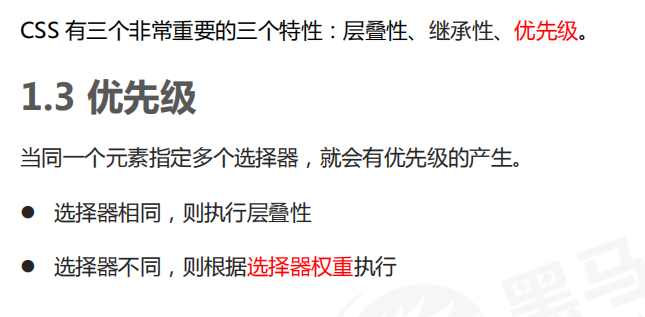 CSS 有三个非常重要的三个特性：层叠性、继承性、优先级。
1.3 优先级
当同一个元素指定多个选择器，就会有优先级的产生。
● 选择器相同，则执行层叠性
● 选择器不同，则根据选择器权重执行
黑马